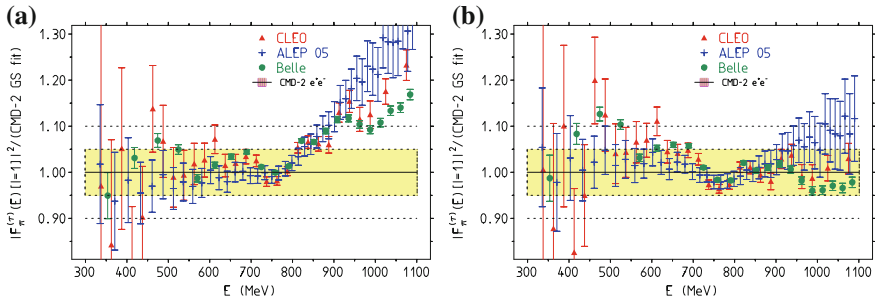 (a)
|F_π^(τ)(E)[I=1]|²/(CMD-2 GS fit)
1.30
1.20
1.10
1.00
0.90
CLEO
ALEP 05
Belle
CMD-2 e⁺e⁻
300 400 500 600 700 800 900 1000 1100
E (MeV)
(b)
|F_π^(τ)(E)[I=1]|²/(CMD-2 GS fit)
1.30
1.20
1.10
1.00
0.90
CLEO
ALEP 05
Belle
CMD-2 e⁺e⁻
300 400 500 600 700 800 900 1000 1100
E (MeV)